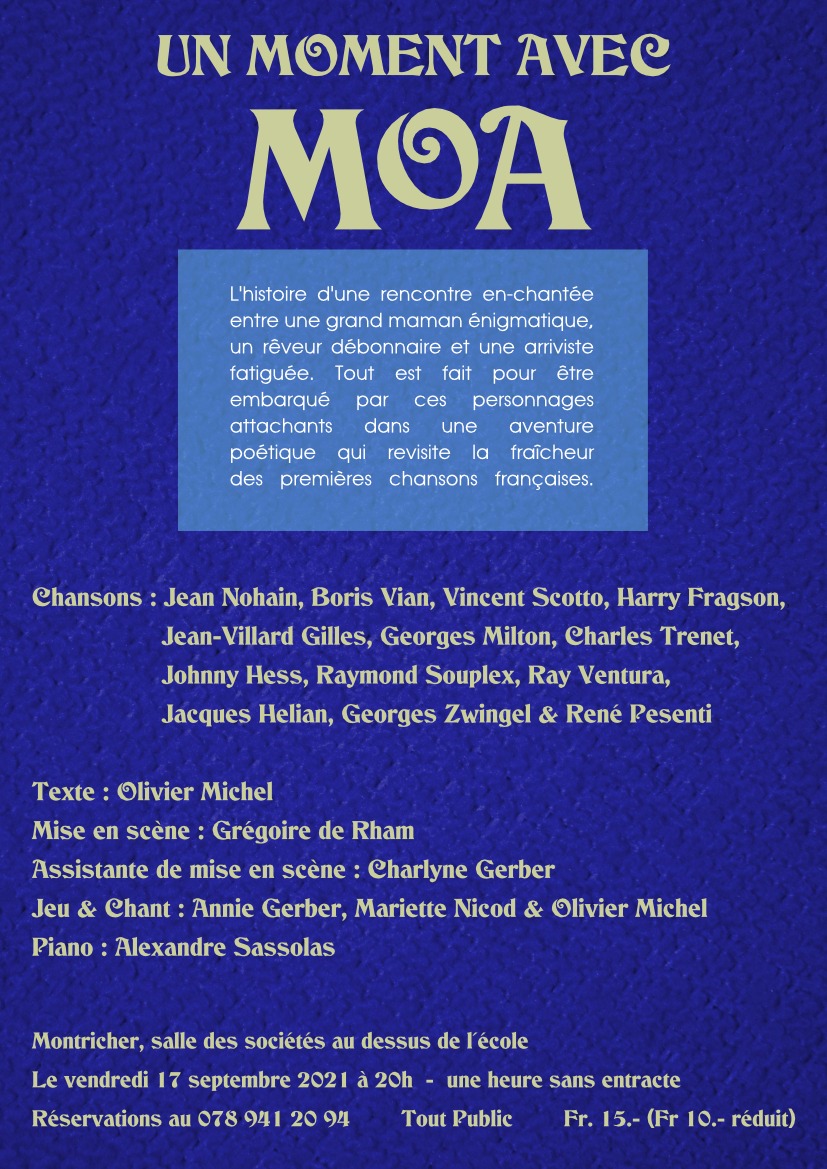 UN MOMENT AVEC
MOA
L'histoire d'une rencontre en-chantée
entre une grand maman énigmatique,
un rêveur débonnaire et une arriviste
fatiguée. Tout est fait pour être
embarqué par ces personnages
attachants dans une aventure
poétique qui revisite la fraîcheur
des premières chansons françaises.
Chansons : Jean Nohain, Boris Vian, Vincent Scotto, Harry Fragson,
Jean-Villard Gilles, Georges Milton, Charles Trenet,
Johnny Hess, Raymond Souplex, Ray Ventura,
Jacques Helian, Georges Zwingel & René Pesenti
Texte : Olivier Michel
Mise en scène : Grégoire de Rham
Assistante de mise en scène : Charlyne Gerber
Jeu & Chant : Annie Gerber, Mariette Nicod & Olivier Michel
Piano : Alexandre Sassolas
Montricher, salle des sociétés au dessus de l'école
Le vendredi 17 septembre 2021 à 20h - une heure sans entracte
Réservations au 078 941 20 94 Tout Public Fr. 15.- (Fr 10.- réduit)